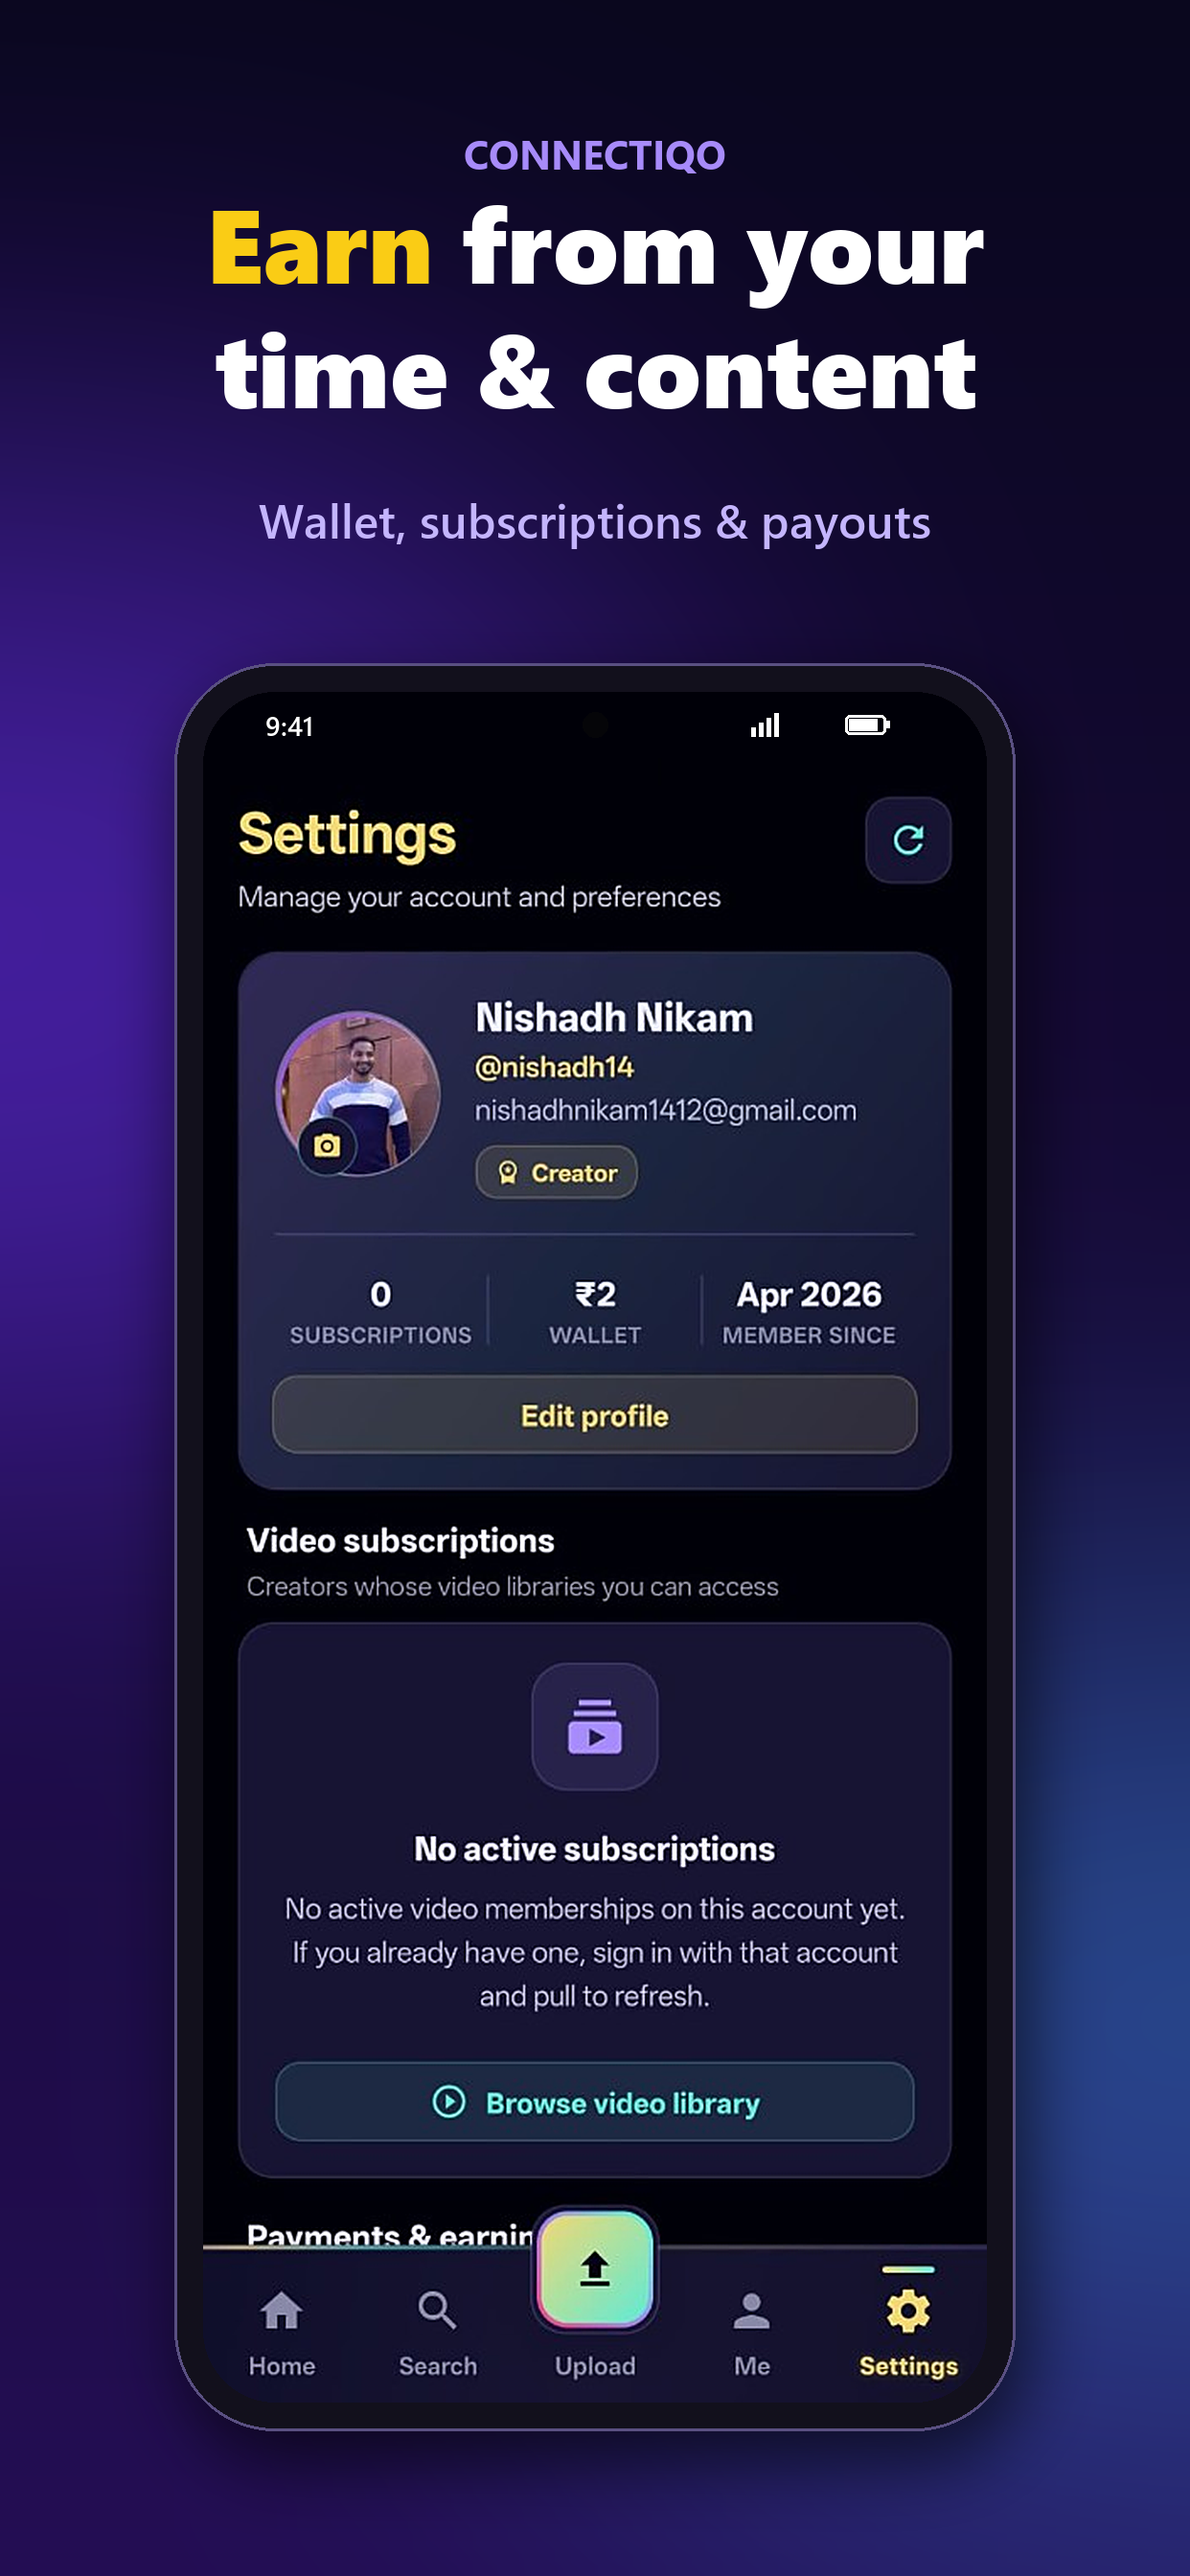 CONNECTIQO
Earn from your
time & content
Wallet, subscriptions & payouts
9:41
Settings
Manage your account and preferences
Nishadh Nikam
@nishadh14
nishadhnikam1412@gmail.com
Creator
0
SUBSCRIPTIONS
₹2
WALLET
Apr 2026
MEMBER SINCE
Edit profile
Video subscriptions
Creators whose video libraries you can access
No active subscriptions
No active video memberships on this account yet.
If you already have one, sign in with that account
and pull to refresh.
Browse video library
Payments & earnin
Home
Search
Upload
Me
Settings